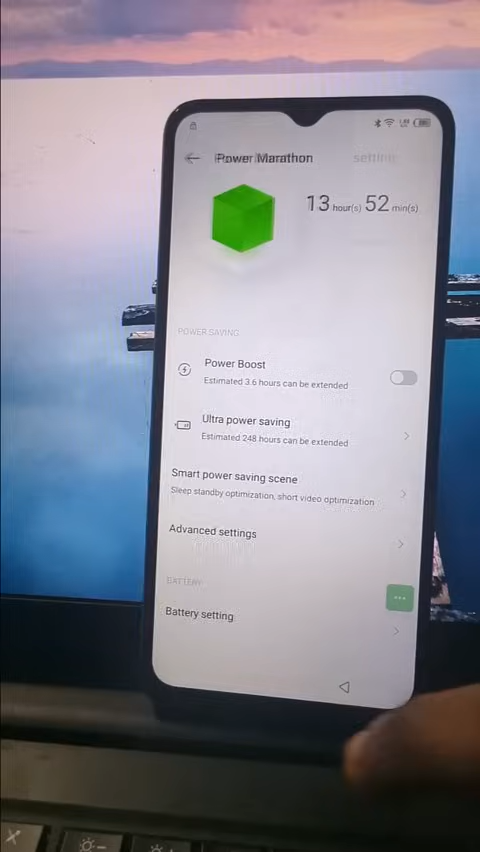 Power Marathon
13 hour(s) 52 min(s)
POWER SAVING
Power Boost
Estimated 3.6 hours can be extended
Ultra power saving
Estimated 248 hours can be extended
Smart power saving scene
Sleep standby optimization, short video optimization
Advanced settings
BATTERY
Battery setting